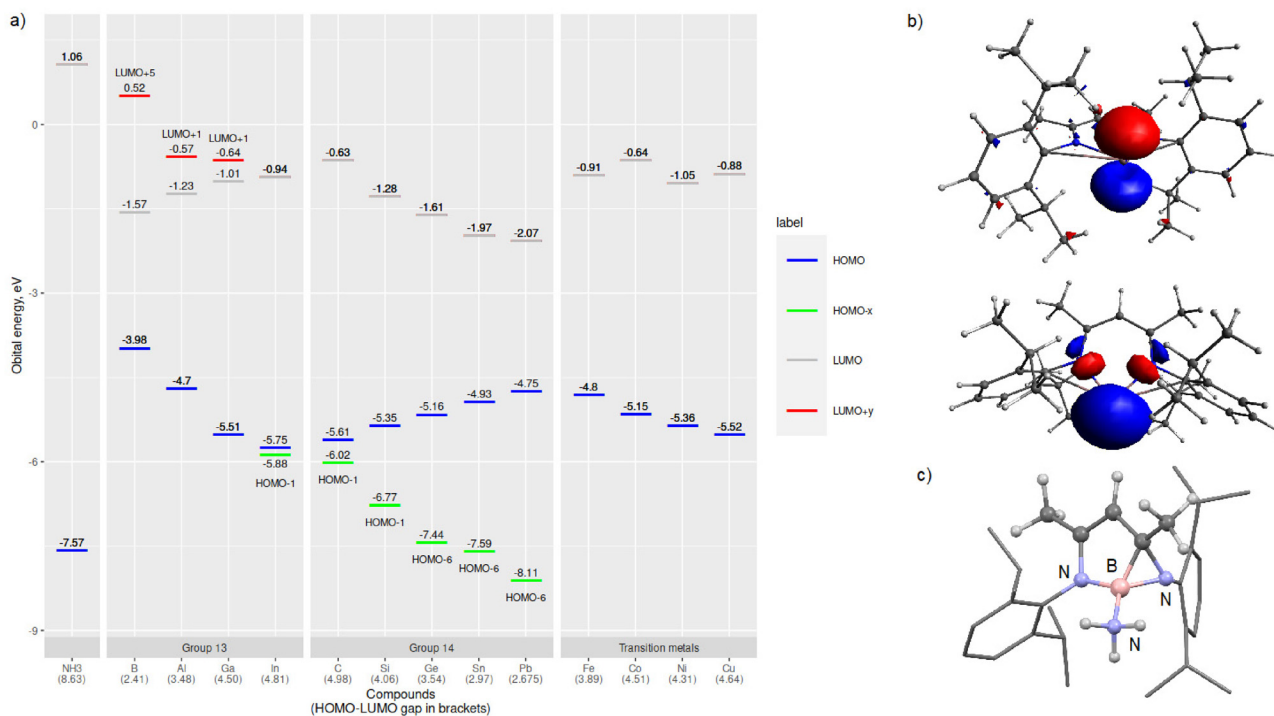 a)
b)
1.06
LUMO+5
0.52
LUMO+1
-0.57
LUMO+1
-0.64
-1.01
-0.94
-1.23
-1.57
-0.63
-1.28
-1.61
-1.97
-2.07
-0.91
-0.64
-1.05
-0.88
-3.98
-4.7
-5.51
-5.75
-5.88
HOMO-1
-5.61
-6.02
HOMO-1
-5.35
-6.77
HOMO-1
-5.16
-7.44
HOMO-6
-4.93
-7.59
HOMO-6
-4.75
-8.11
HOMO-6
-4.8
-5.15
-5.36
-5.52
-7.57
0
-3
-6
-9
Obital energy, eV
Group 13
Group 14
Transition metals
NH3 B Al Ga In C Si Ge Sn Pb Fe Co Ni Cu
(8.63) (2.41) (3.48) (4.50) (4.81) (4.98) (4.06) (3.54) (2.97) (2.675) (3.89) (4.51) (4.31) (4.64)
Compounds
(HOMO-LUMO gap in brackets)
label
HOMO
HOMO-x
LUMO
LUMO+y
c)
N
B
N
N